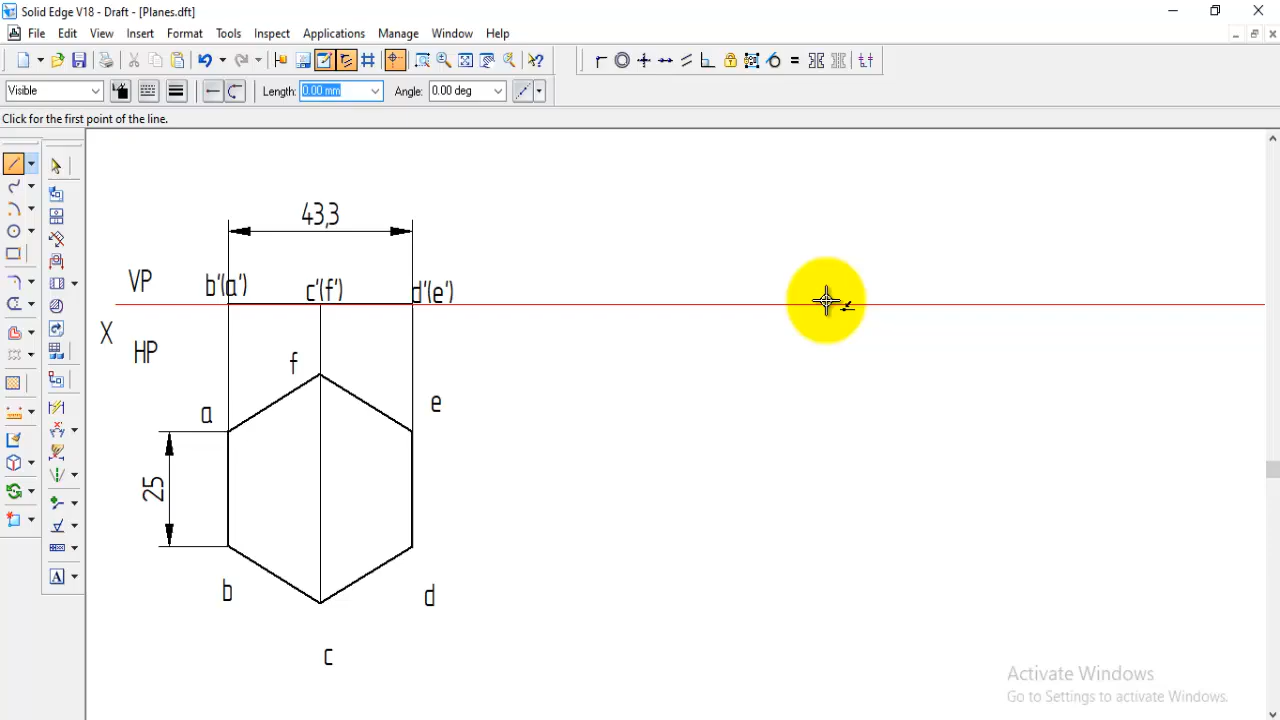 Solid Edge V18 - Draft - [Planes.dft]
File Edit View Insert Format Tools Inspect Applications Manage Window Help
Visible Length: 0.00 mm Angle: 0.00 deg
Click for the first point of the line.
43,3
VP b'(a') c'(f') d'(e')
X
HP
f
a e
25
b d
c
A
Activate Windows
Go to Settings to activate Windows.